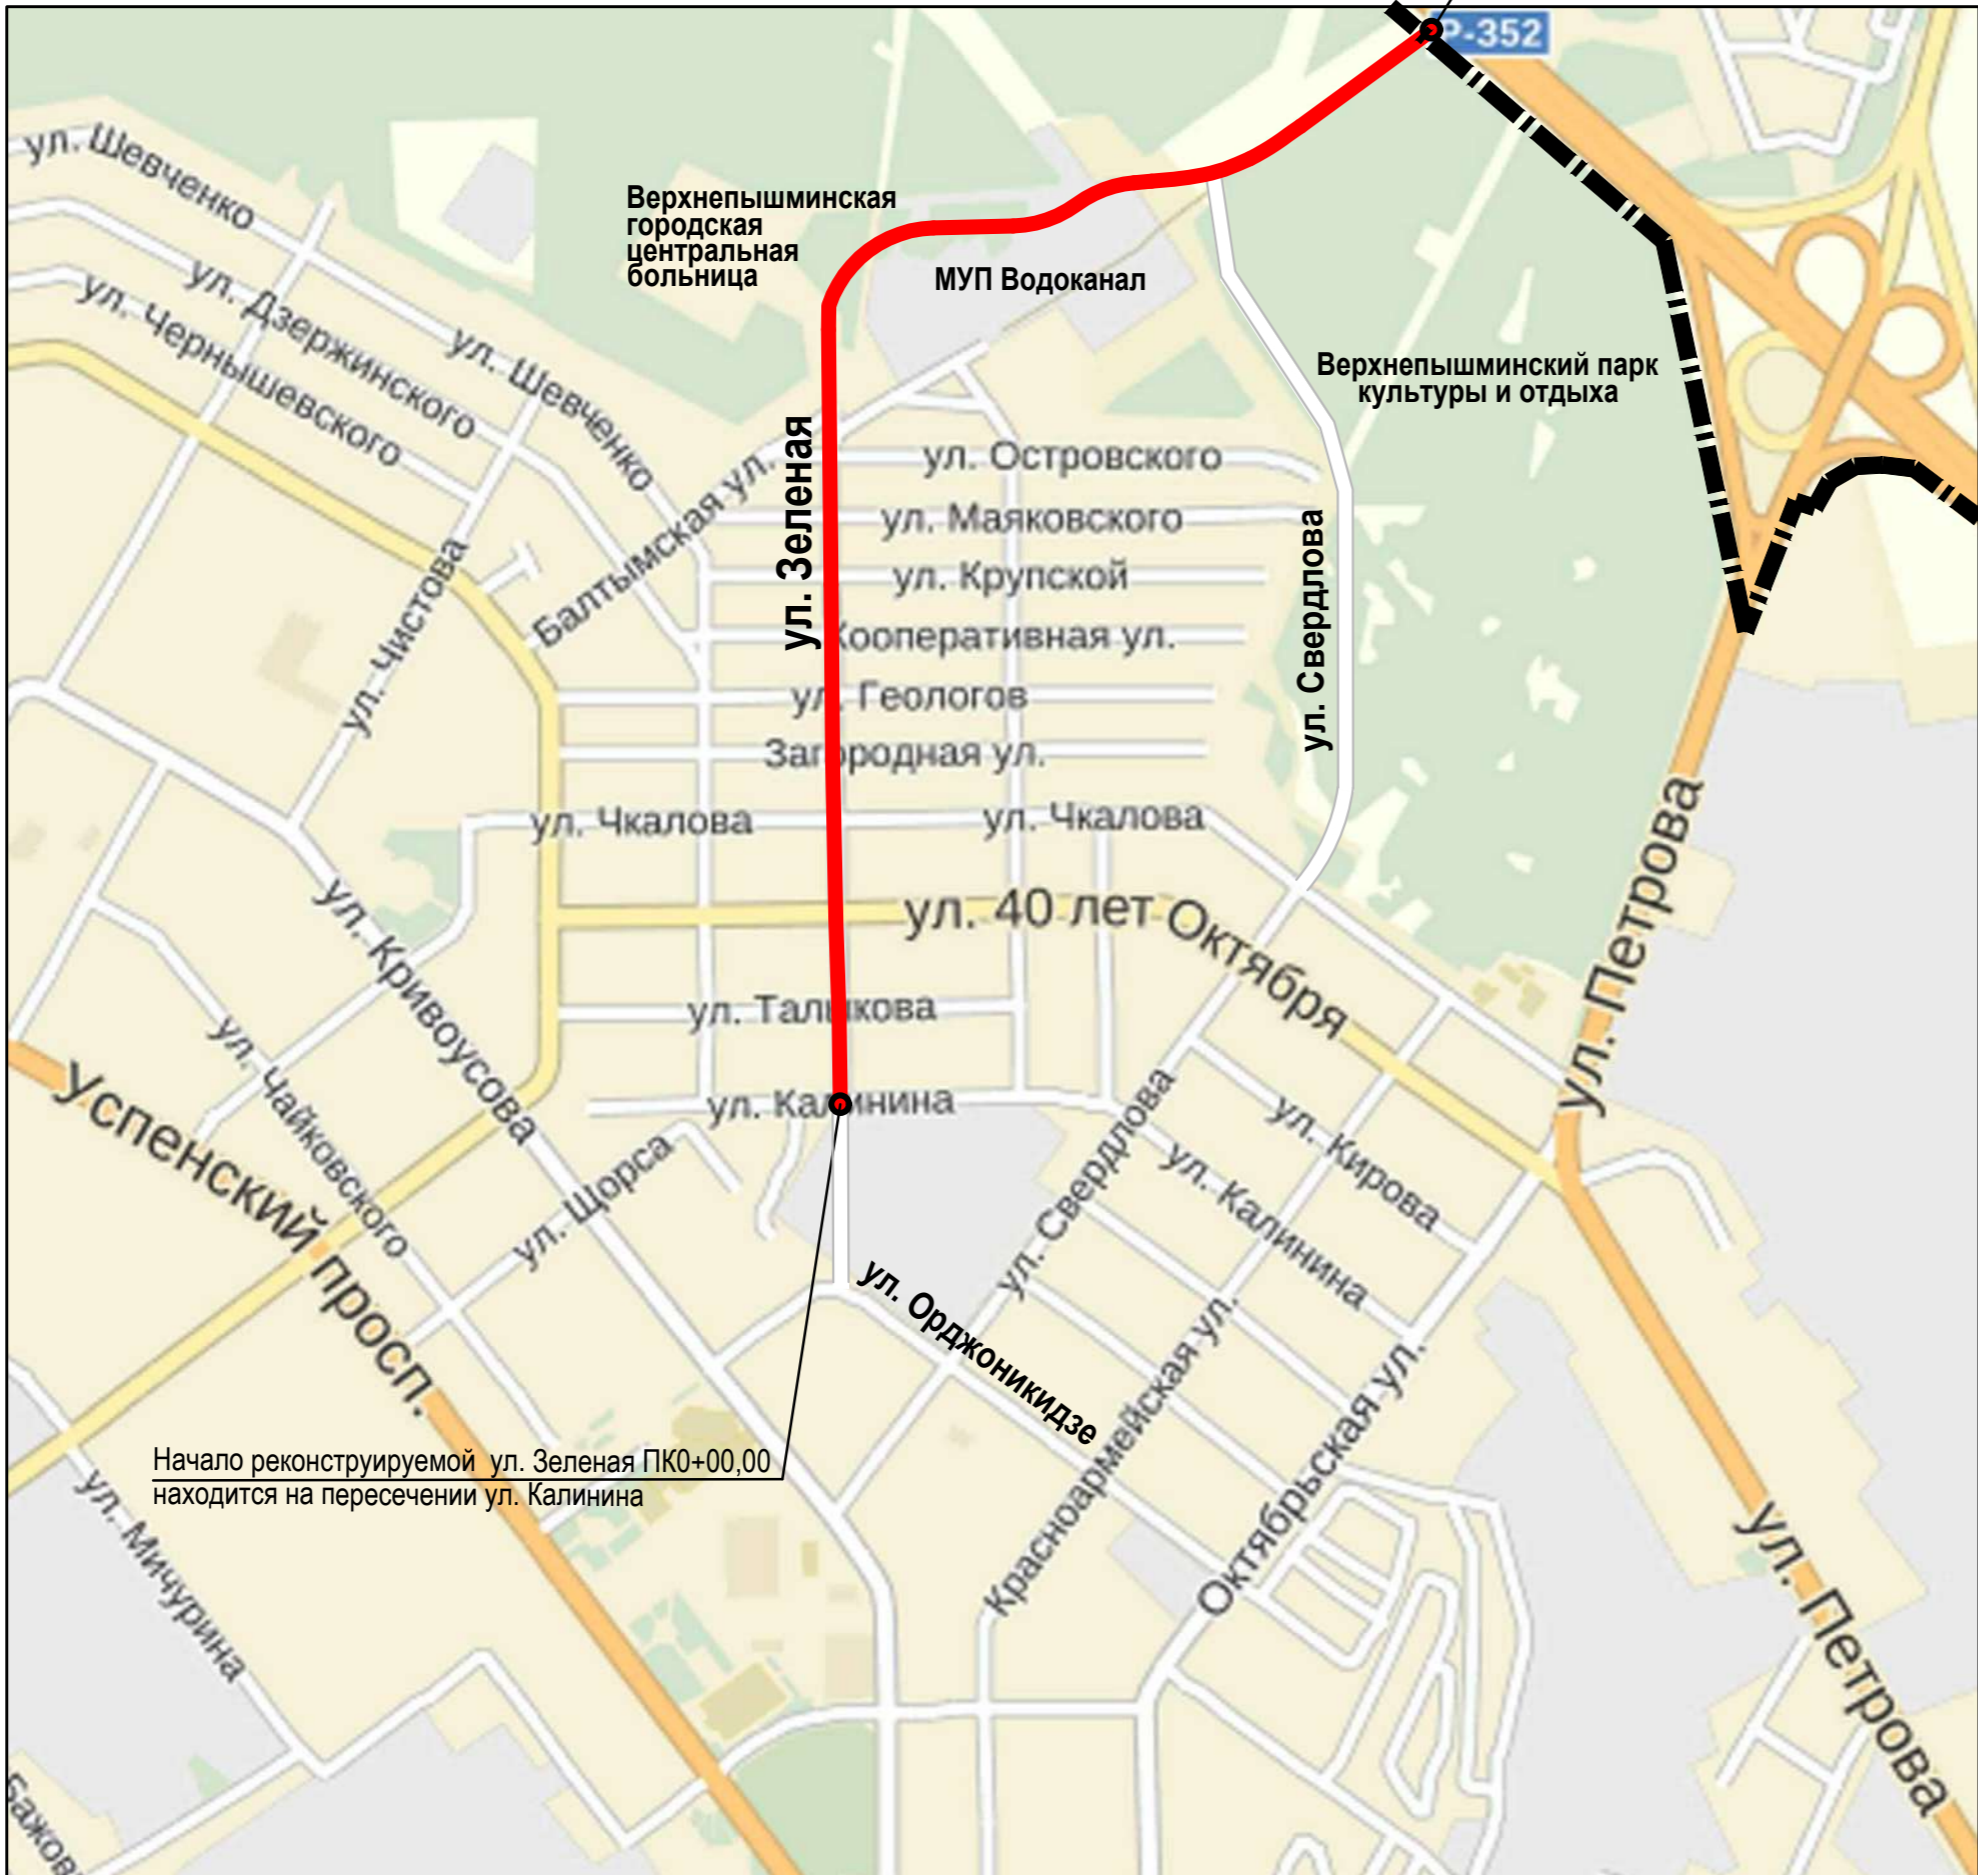 Р-352
ул. Шевченко
Верхнепышминская
городская
центральная
больница
МУП Водоканал
ул. Дзержинского
ул. Чернышевского
ул. Шевченко
Верхнепышминский парк
культуры и отдыха
ул. Зеленая
Балтымская ул.
ул. Островского
ул. Маяковского
ул. Крупской
Кооперативная ул.
ул. Геологов
Загородная ул.
ул. Свердлова
ул. Чистова
ул. Чкалова
ул. Чкалова
ул. Петрова
ул. Кривоусова
ул. 40 лет Октября
ул. Талыкова
ул. Калинина
ул. Чайковского
Успенский просп.
ул. Щорса
ул. Свердлова
ул. Кирова
ул. Калинина
ул. Орджоникидзе
Красноармейская ул.
Октябрьская ул.
Начало реконструируемой ул. Зеленая ПК0+00,00
находится на пересечении ул. Калинина
ул. Мичурина
ул. Петрова